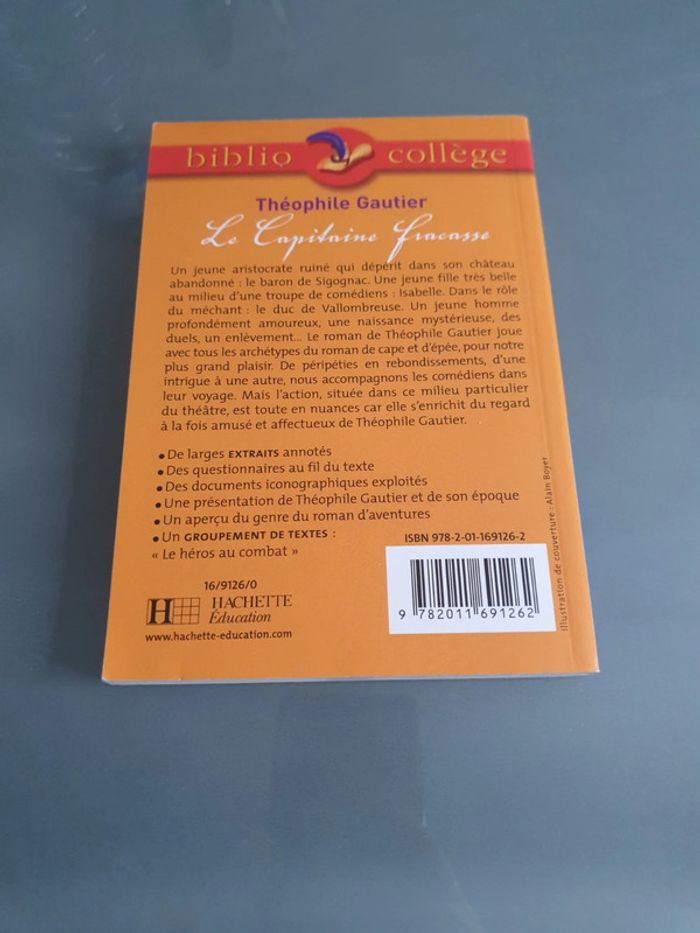 biblio collège
Théophile Gautier
Le Capitaine fracasse
Un jeune aristocrate ruiné qui dépérit dans son château
abandonné : le baron de Sigognac. Une jeune fille très belle
au milieu d'une troupe de comédiens : Isabelle. Dans le rôle
du méchant : le duc de Vallombreuse. Un jeune homme
profondément amoureux, une naissance mystérieuse, des
duels, un enlèvement... Le roman de Théophile Gautier joue
avec tous les archétypes du roman de cape et d'épée, pour notre
plus grand plaisir. De péripéties en rebondissements, d'une
intrigue à une autre, nous accompagnons les comédiens dans
leur voyage. Mais l'action, située dans ce milieu particulier
du théâtre, est toute en nuances car elle s'enrichit du regard
à la fois amusé et affectueux de Théophile Gautier.
• De larges EXTRAITS annotés
• Des questionnaires au fil du texte
• Des documents iconographiques exploités
• Une présentation de Théophile Gautier et de son époque
• Un aperçu du genre du roman d'aventures
• Un GROUPEMENT DE TEXTES :
« Le héros au combat »
ISBN 978-2-01-169126-2
9 782011 691262
illustration de couverture : Alain Boyer
16/9126/0
H HACHETTE
Éducation
www.hachette-education.com